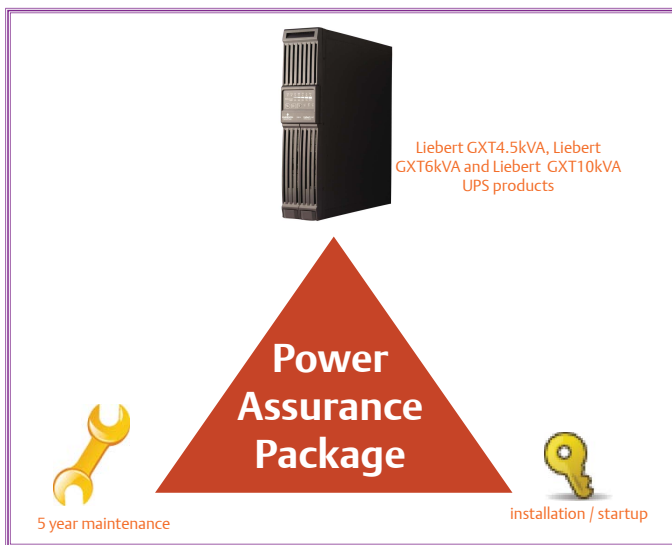 Liebert GXT4.5kVA, Liebert
GXT6kVA and Liebert GXT10kVA
UPS products
Power
Assurance
Package
5 year maintenance
installation / startup